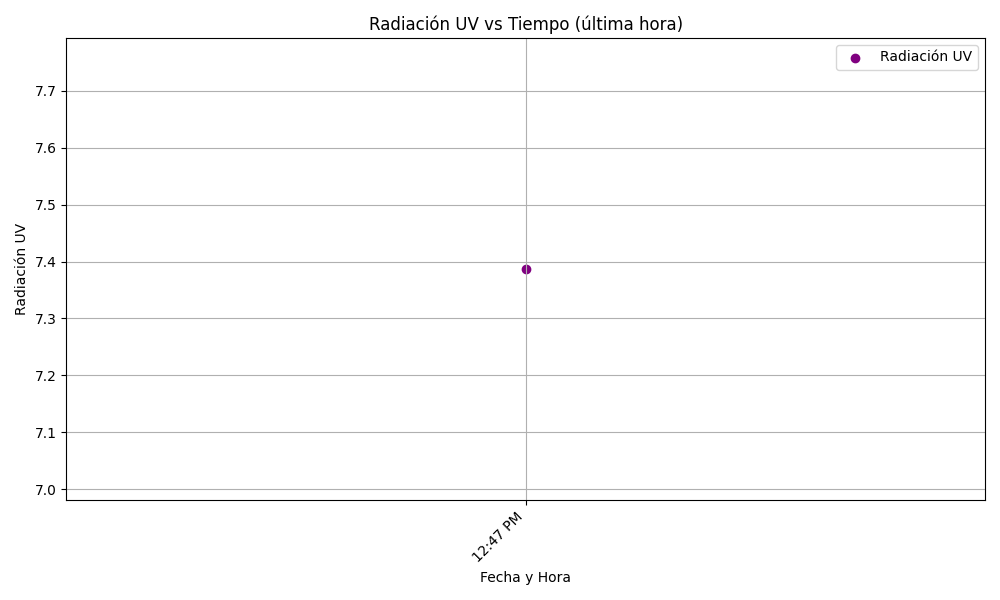 Radiación UV vs Tiempo (última hora)
Radiación UV
7.7
7.6
7.5
7.4
7.3
7.2
7.1
7.0
Radiación UV
12:47 PM
Fecha y Hora